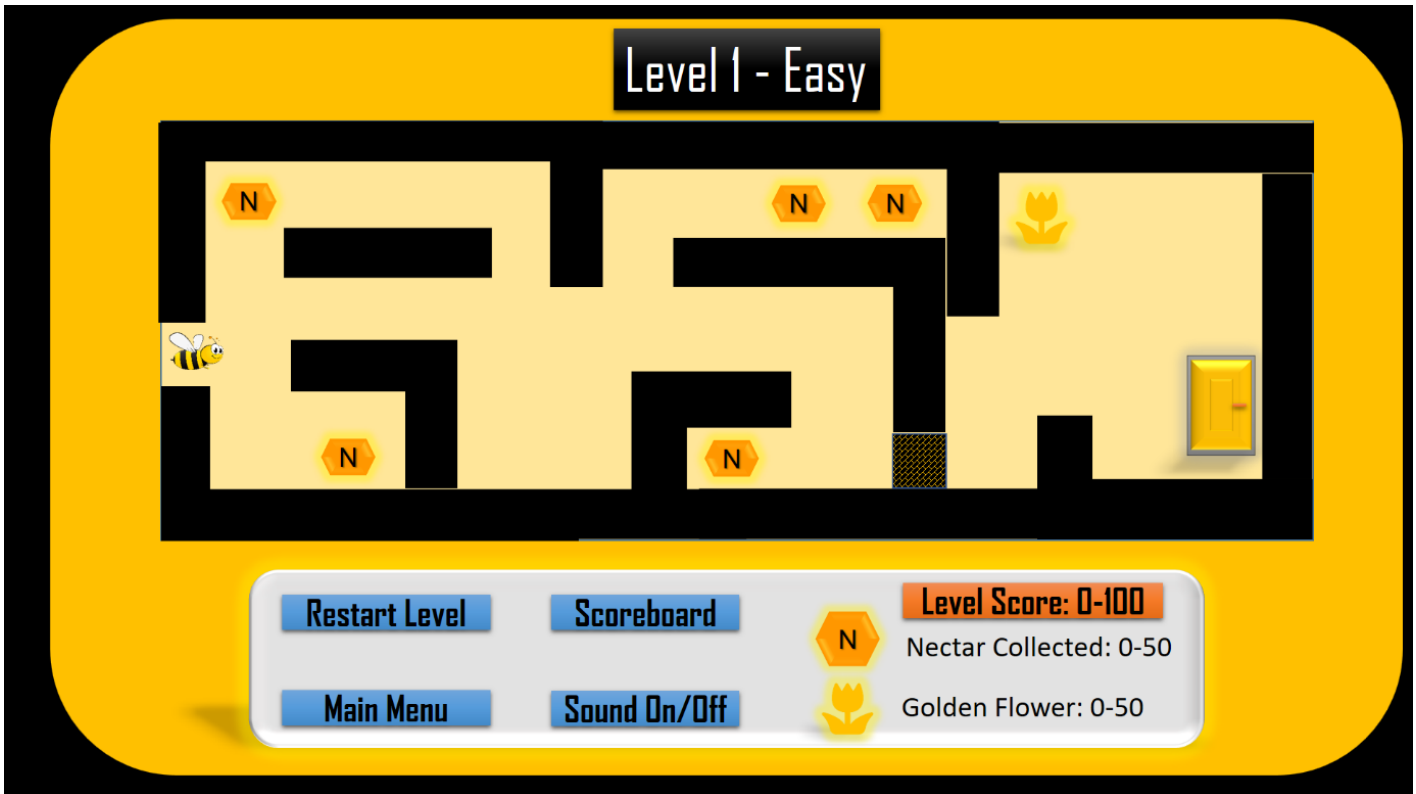 Level 1 - Easy
N
N
N
N
N
Restart Level
Scoreboard
Level Score: 0-100
N
Nectar Collected: 0-50
Main Menu
Sound On/Off
Golden Flower: 0-50